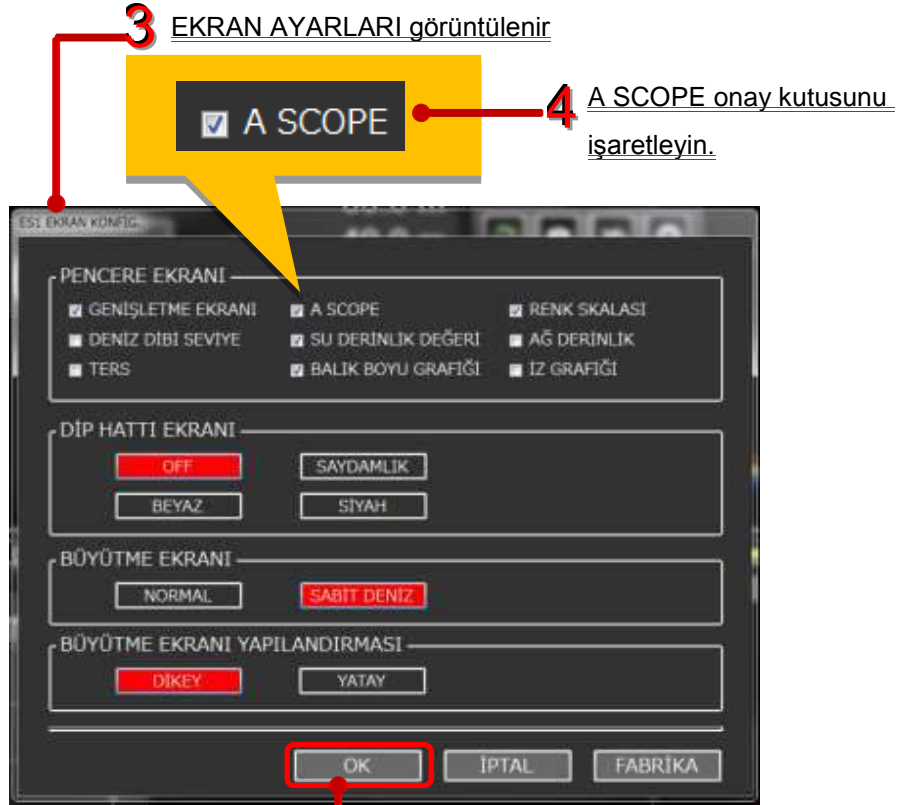 3 EKRAN AYARLARI görüntülenir
A SCOPE
4 A SCOPE onay kutusunu
işaretleyin.
ES1 EKRAN KONFİG.
PENCERE EKRANI
GENİŞLETME EKRANI A SCOPE RENK SKALASI
DENİZ DİBİ SEVİYE SU DERİNLİK DEĞERİ AĞ DERİNLİK
TERS BALIK BOYU GRAFİĞİ İZ GRAFİĞİ
DİP HATTI EKRANI
OFF SAYDAMLIK
BEYAZ SİYAH
BÜYÜTME EKRANI
NORMAL SABİT DENİZ
BÜYÜTME EKRANI YAPILANDIRMASI
DİKEY YATAY
OK İPTAL FABRİKA